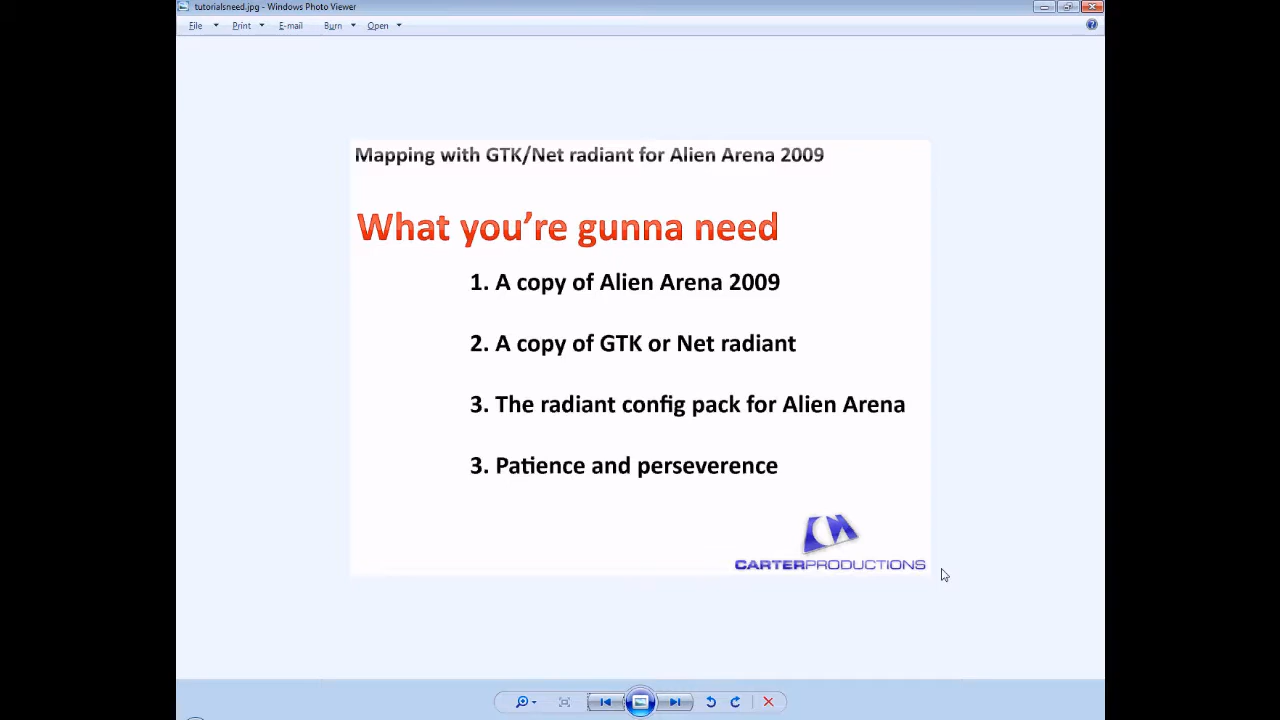 tutorialsneed.jpg - Windows Photo Viewer
File Print E-mail Burn Open
Mapping with GTK/Net radiant for Alien Arena 2009
What you’re gunna need
1. A copy of Alien Arena 2009
2. A copy of GTK or Net radiant
3. The radiant config pack for Alien Arena
3. Patience and perseverence
CARTERPRODUCTIONS